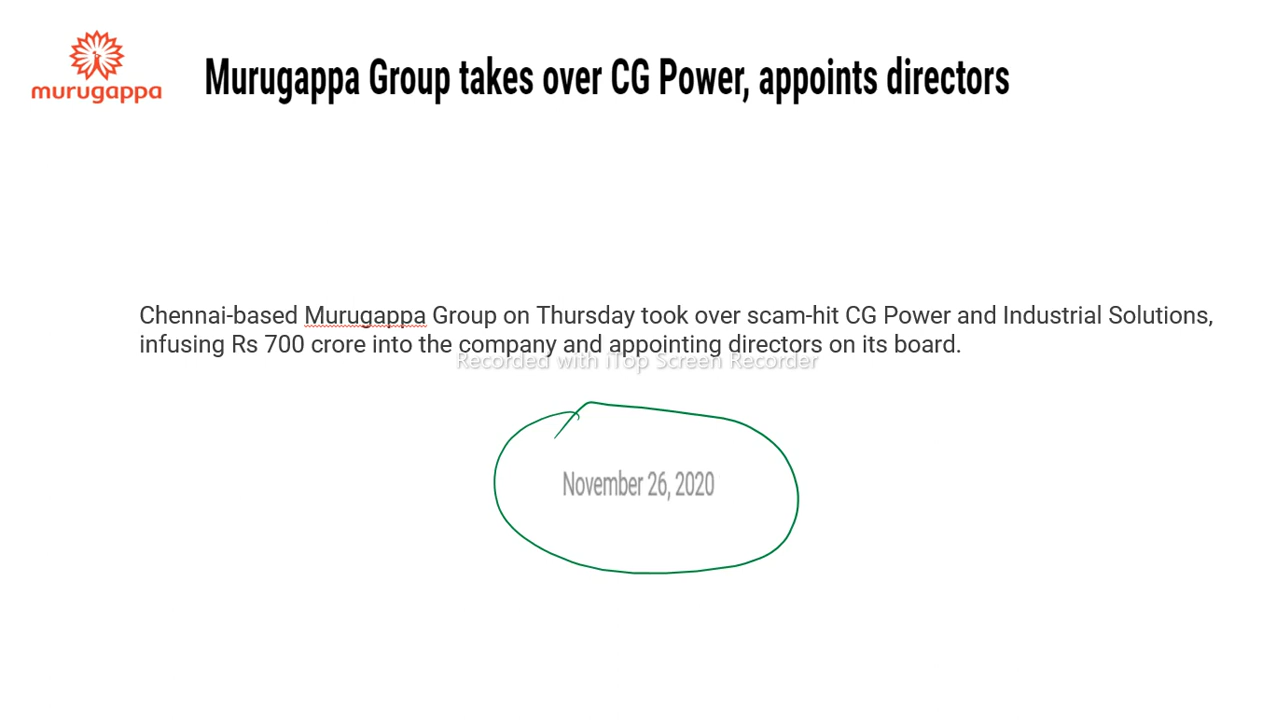 murugappa
Murugappa Group takes over CG Power, appoints directors
Chennai-based Murugappa Group on Thursday took over scam-hit CG Power and Industrial Solutions,
infusing Rs 700 crore into the company and appointing directors on its board.
Recorded with iTop Screen Recorder
November 26, 2020